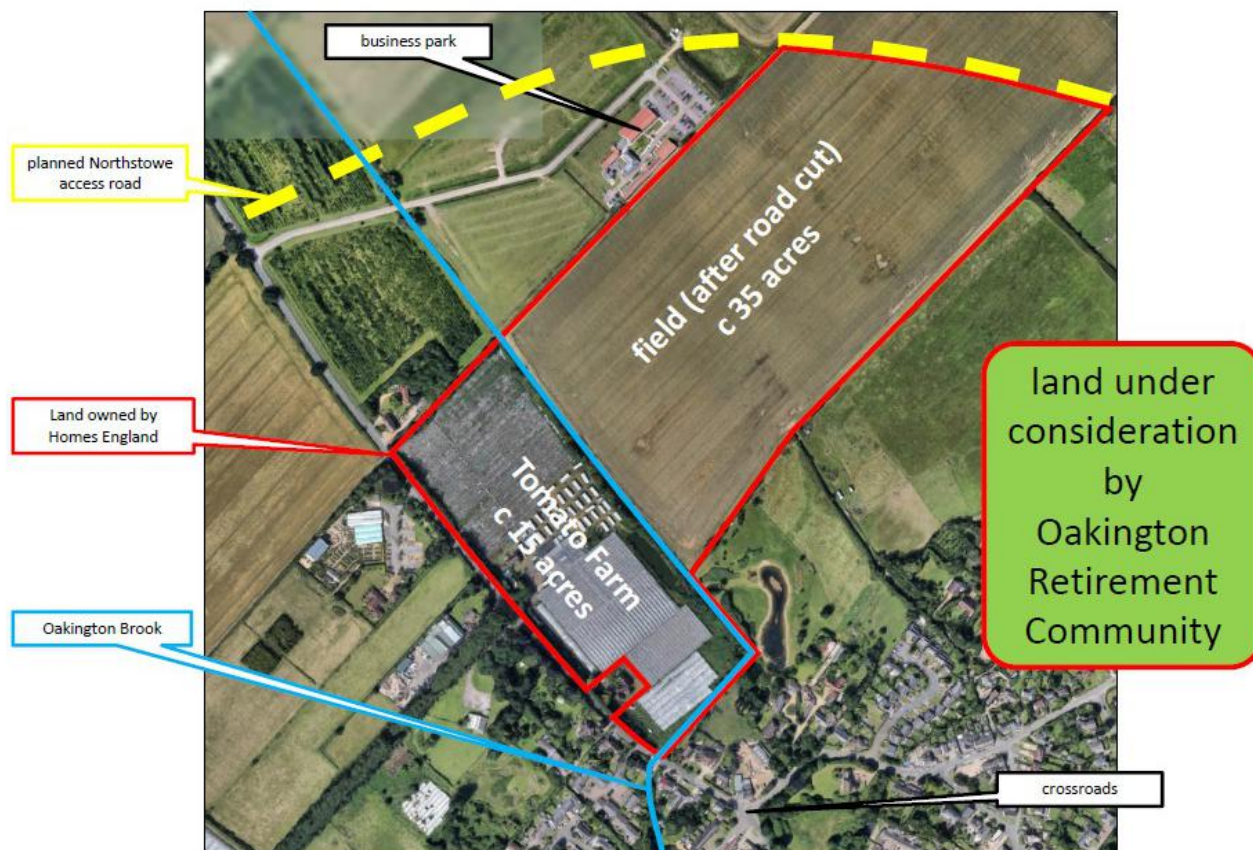 business park
planned Northstowe
access road
field (after road cut)
c 35 acres
land under
consideration
by
Oakington
Retirement
Community
Land owned by
Homes England
Tomato Farm
c 15 acres
Oakington Brook
crossroads